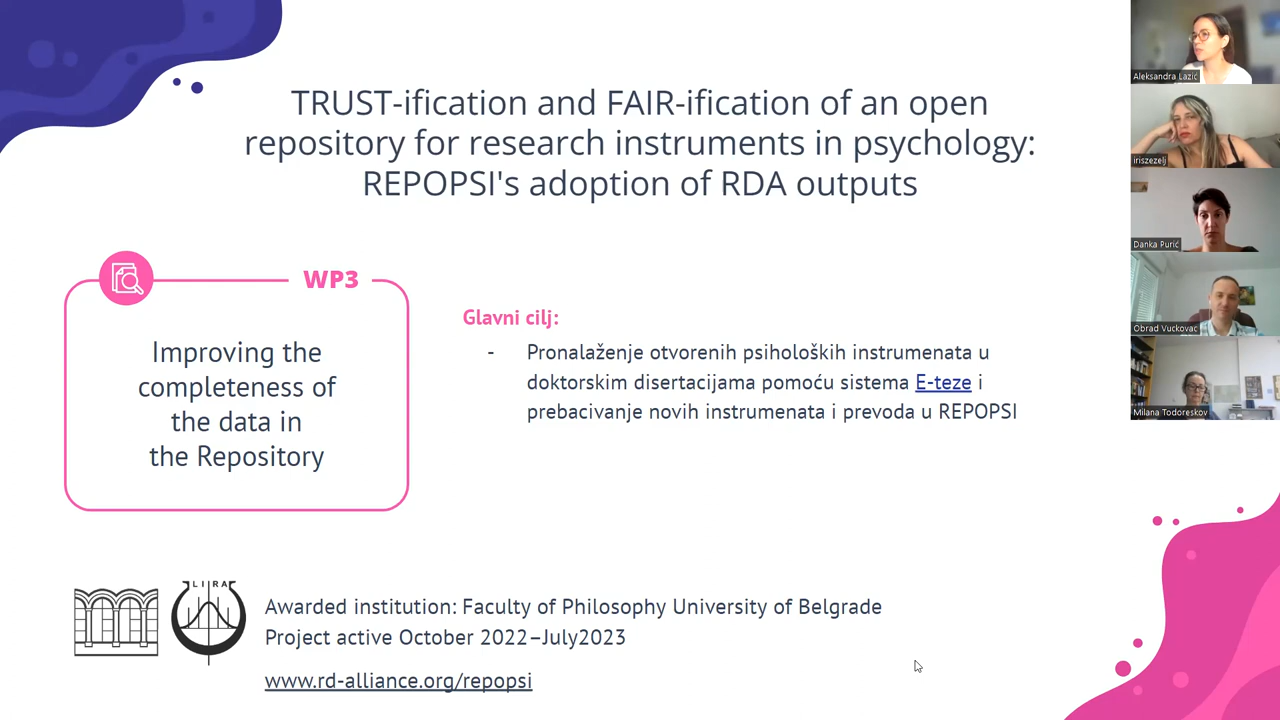 TRUST-ification and FAIR-ification of an open
repository for research instruments in psychology:
REPOPSI's adoption of RDA outputs
WP3
Improving the
completeness of
the data in
the Repository
Glavni cilj:
- Pronalaženje otvorenih psiholoških instrumenata u
doktorskim disertacijama pomoću sistema E-teze i
prebacivanje novih instrumenata i prevoda u REPOPSI
LIRA
Awarded institution: Faculty of Philosophy University of Belgrade
Project active October 2022–July2023
www.rd-alliance.org/repopsi
Aleksandra Lazić
iriszezelj
Danka Purić
Obrad Vuckovac
Milana Todoreskov